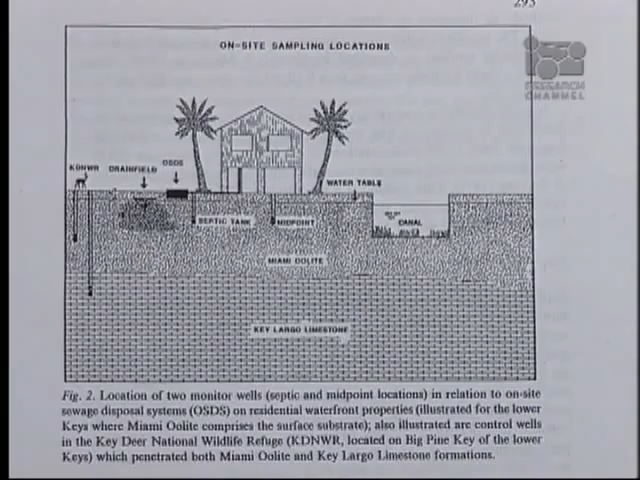 295
RESEARCH
CHANNEL
ON-SITE SAMPLING LOCATIONS
KDNWR
DRAINFIELD
OSDS
WATER TABLE
SEPTIC TANK
MIDPOINT
CANAL
MIAMI OOLITE
KEY LARGO LIMESTONE
Fig. 2. Location of two monitor wells (septic and midpoint locations) in relation to on-site
sewage disposal systems (OSDS) on residential waterfront properties (illustrated for the lower
Keys where Miami Oolite comprises the surface substrate); also illustrated are control wells
in the Key Deer National Wildlife Refuge (KDNWR, located on Big Pine Key of the lower
Keys) which penetrated both Miami Oolite and Key Largo Limestone formations.